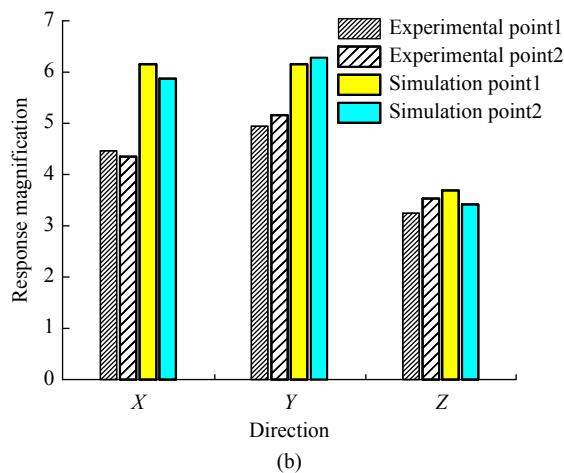 7
6
5
4
3
2
1
0
Response magnification
Experimental point1
Experimental point2
Simulation point1
Simulation point2
X Y Z
Direction
(b)